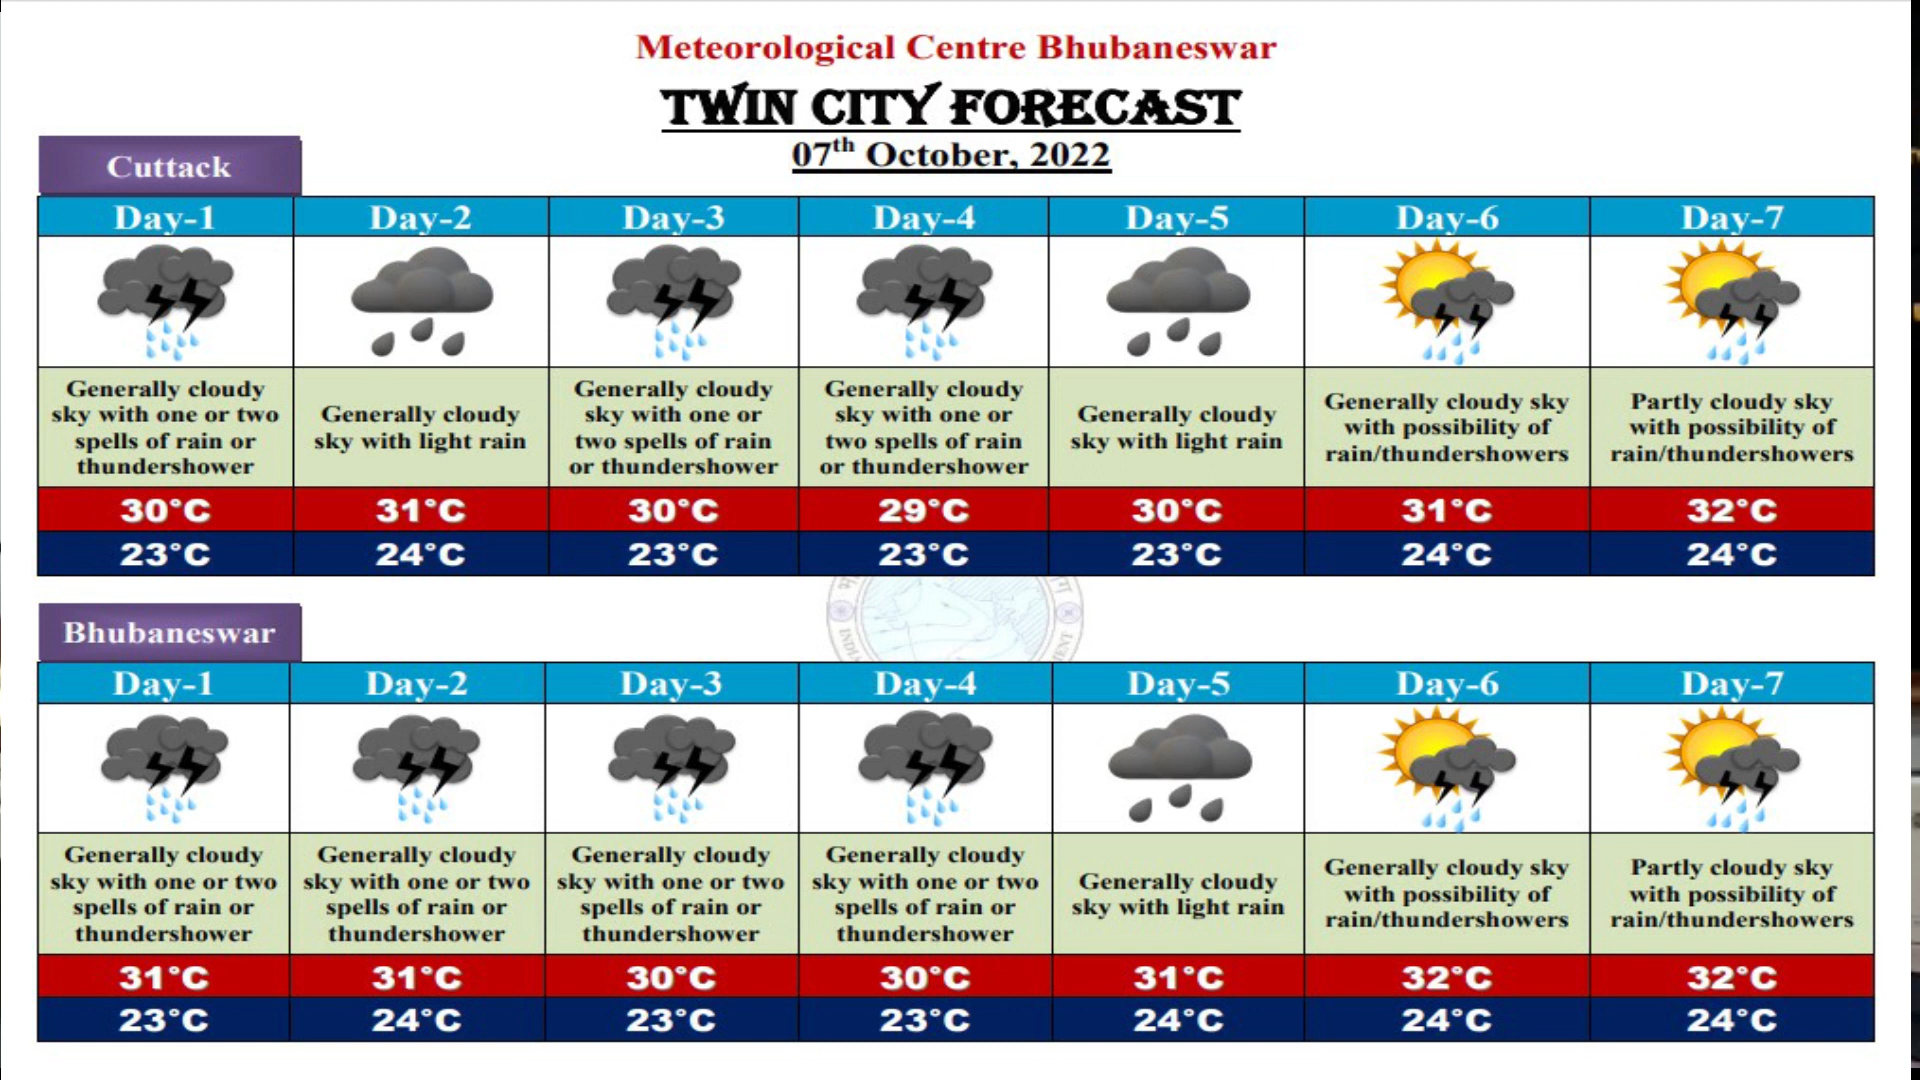 Meteorological Centre Bhubaneswar
TWIN CITY FORECAST
07th October, 2022
Cuttack
Day-1 Day-2 Day-3 Day-4 Day-5 Day-6 Day-7
Generally cloudy
sky with one or two
spells of rain or
thundershower
Generally cloudy
sky with light rain
Generally cloudy
sky with one or
two spells of rain
or thundershower
Generally cloudy
sky with one or
two spells of rain
or thundershower
Generally cloudy
sky with light rain
Generally cloudy sky
with possibility of
rain/thundershowers
Partly cloudy sky
with possibility of
rain/thundershowers
30°C 31°C 30°C 29°C 30°C 31°C 32°C
23°C 24°C 23°C 23°C 23°C 24°C 24°C
Bhubaneswar
Day-1 Day-2 Day-3 Day-4 Day-5 Day-6 Day-7
Generally cloudy
sky with one or two
spells of rain or
thundershower
Generally cloudy
sky with one or two
spells of rain or
thundershower
Generally cloudy
sky with one or two
spells of rain or
thundershower
Generally cloudy
sky with one or two
spells of rain or
thundershower
Generally cloudy
sky with light rain
Generally cloudy sky
with possibility of
rain/thundershowers
Partly cloudy sky
with possibility of
rain/thundershowers
31°C 31°C 30°C 30°C 31°C 32°C 32°C
23°C 24°C 23°C 23°C 24°C 24°C 24°C